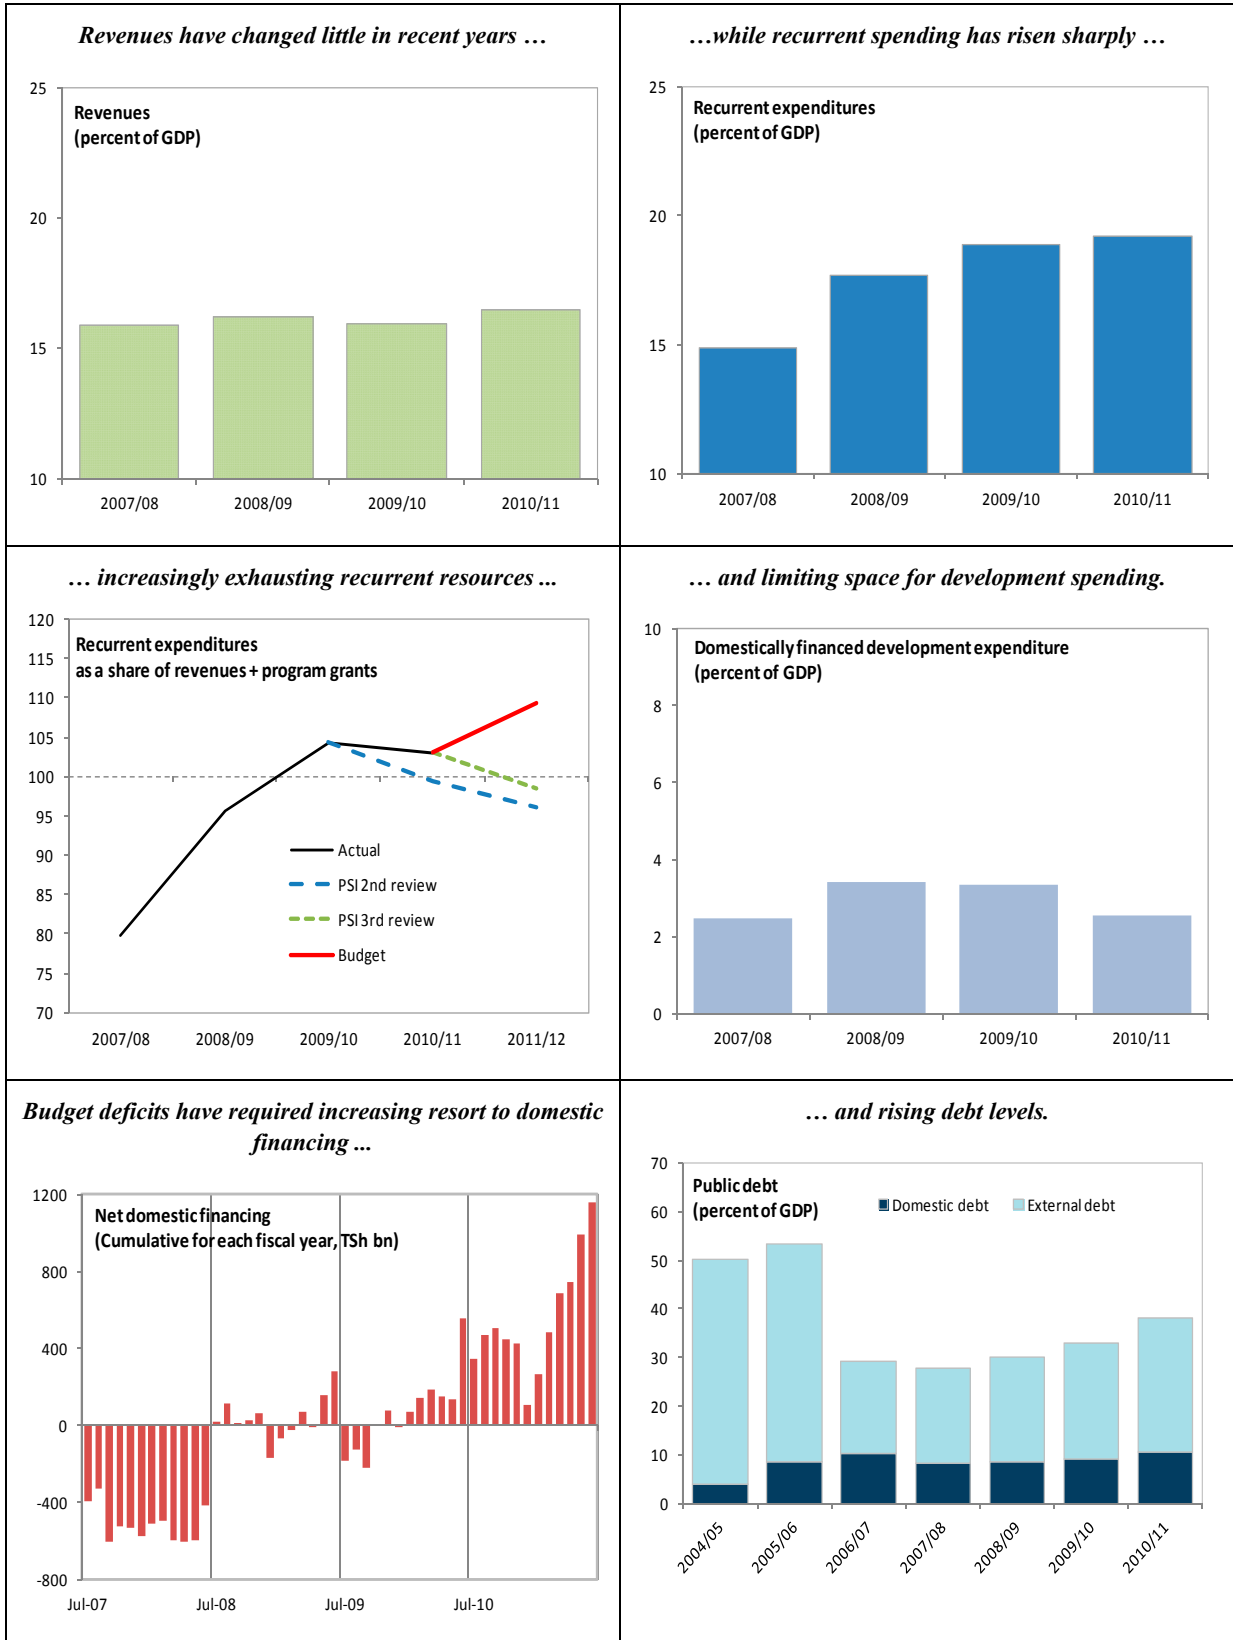 Revenues have changed little in recent years …
25
20
15
10
Revenues
(percent of GDP)
2007/08 2008/09 2009/10 2010/11
…while recurrent spending has risen sharply …
25
20
15
10
Recurrent expenditures
(percent of GDP)
2007/08 2008/09 2009/10 2010/11
… increasingly exhausting recurrent resources ...
120
115
110
105
100
95
90
85
80
75
70
Recurrent expenditures
as a share of revenues + program grants
Actual
PSI 2nd review
PSI 3rd review
Budget
2007/08 2008/09 2009/10 2010/11 2011/12
… and limiting space for development spending.
10
8
6
4
2
0
Domestically financed development expenditure
(percent of GDP)
2007/08 2008/09 2009/10 2010/11
Budget deficits have required increasing resort to domestic
financing ...
1200
800
400
0
-400
-800
Net domestic financing
(Cumulative for each fiscal year, TSh bn)
Jul-07 Jul-08 Jul-09 Jul-10
… and rising debt levels.
70
60
50
40
30
20
10
0
Public debt
(percent of GDP)
Domestic debt External debt
2004/05 2005/06 2006/07 2007/08 2008/09 2009/10 2010/11